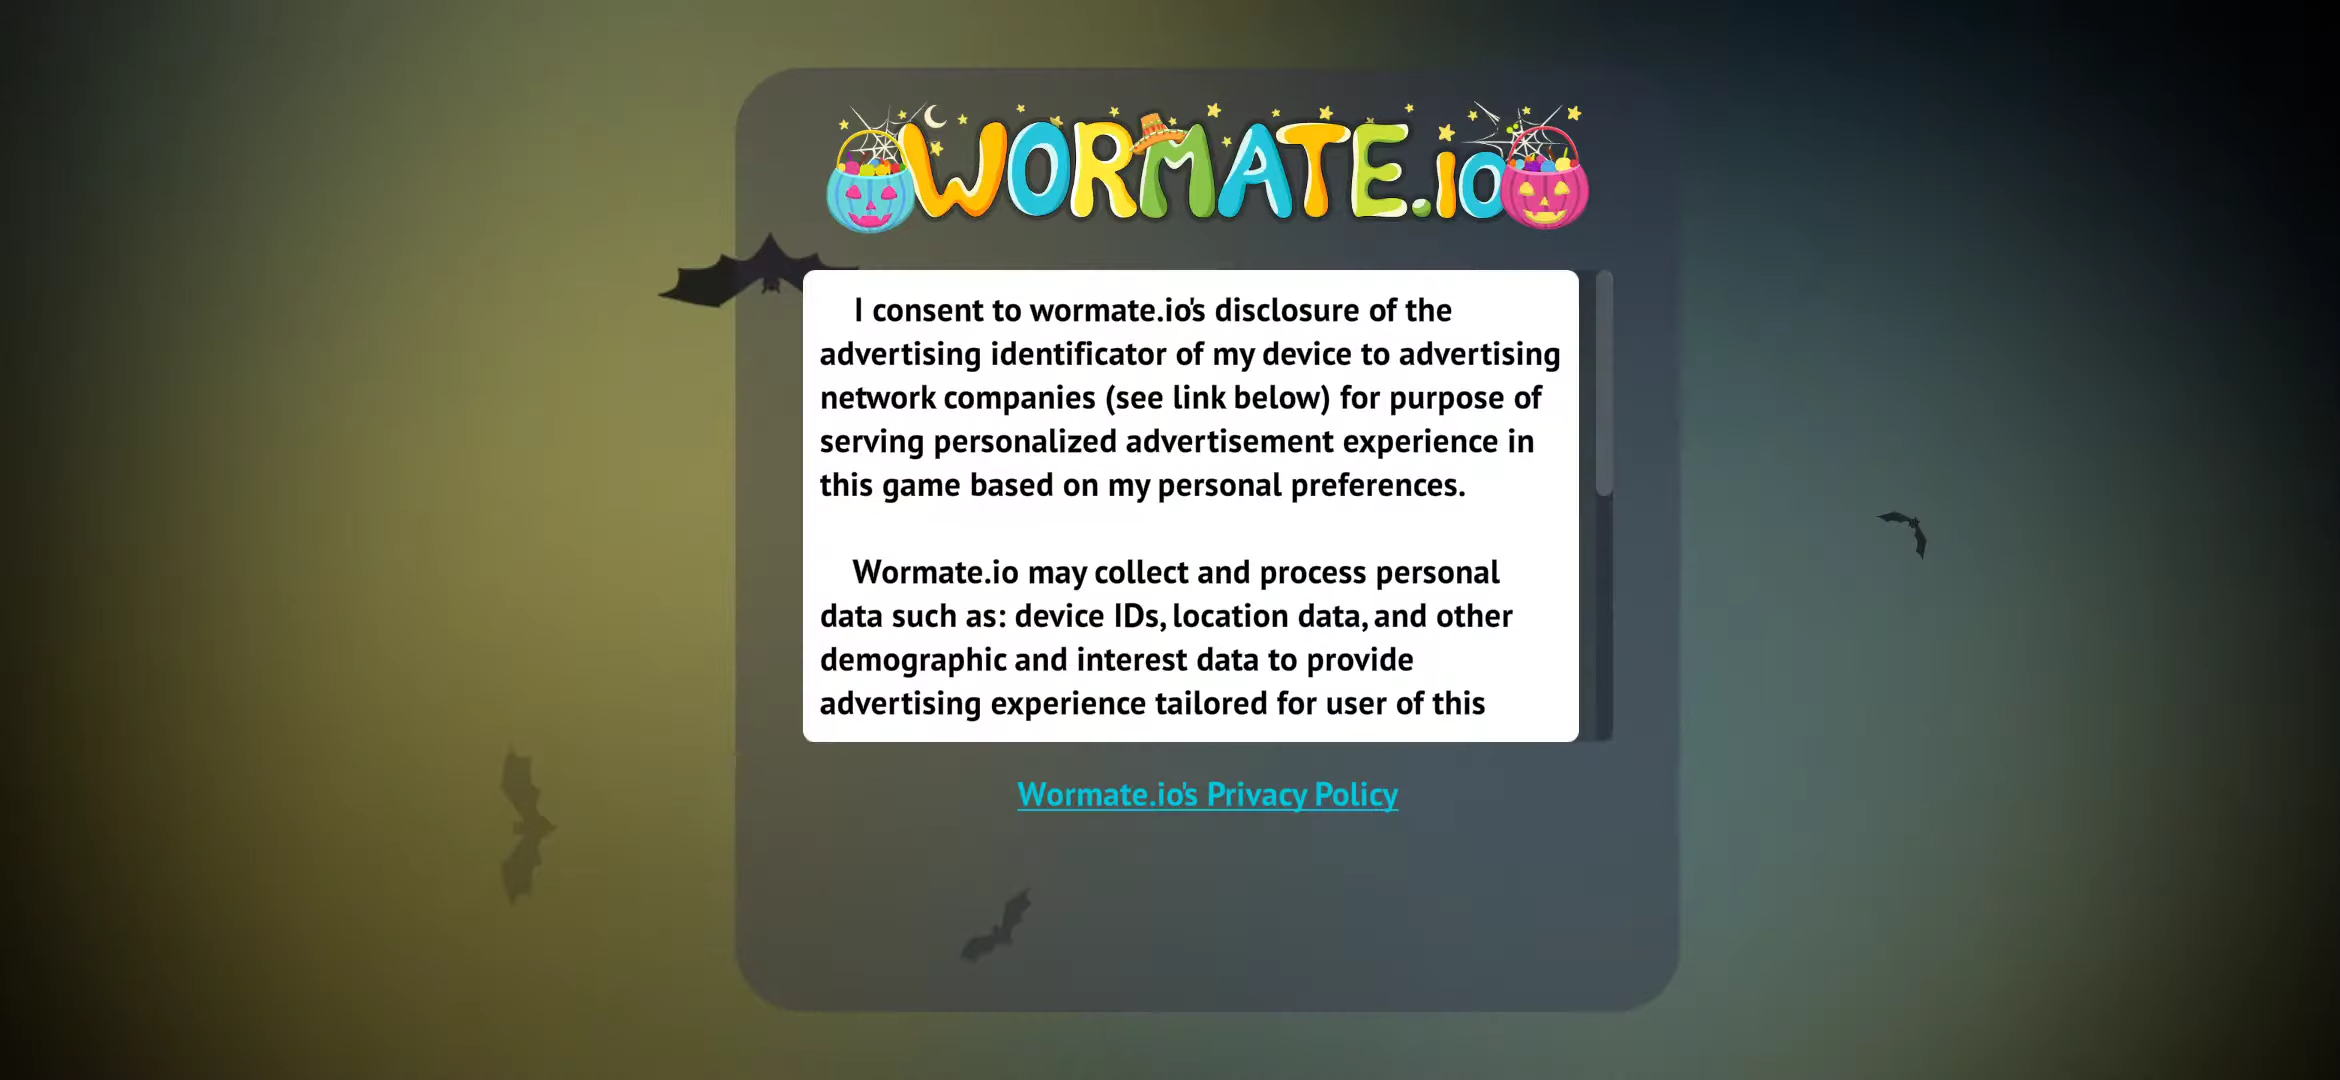 WORMATE.io
I consent to wormate.io's disclosure of the
advertising identificator of my device to advertising
network companies (see link below) for purpose of
serving personalized advertisement experience in
this game based on my personal preferences.
Wormate.io may collect and process personal
data such as: device IDs, location data, and other
demographic and interest data to provide
advertising experience tailored for user of this
Wormate.io's Privacy Policy